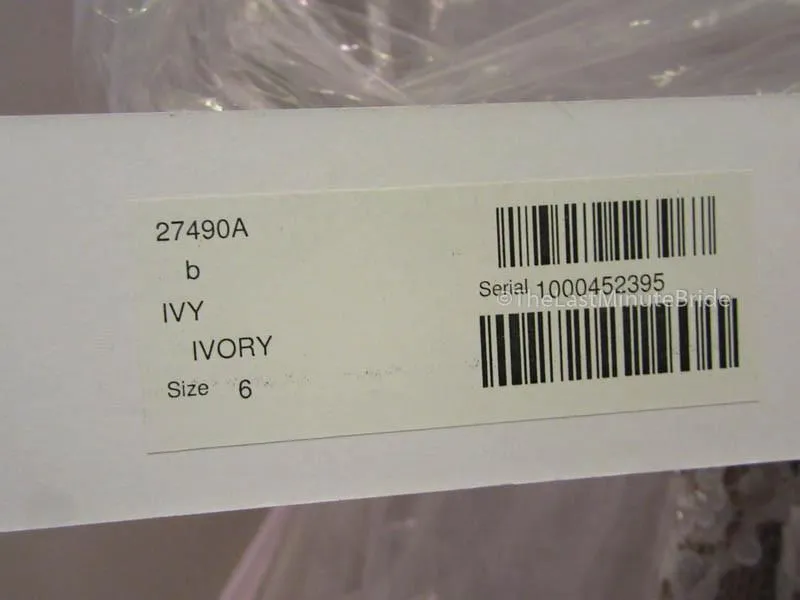 27490A
b
IVY
IVORY
Size 6
Serial 1000452395
©TheLastMinuteBride